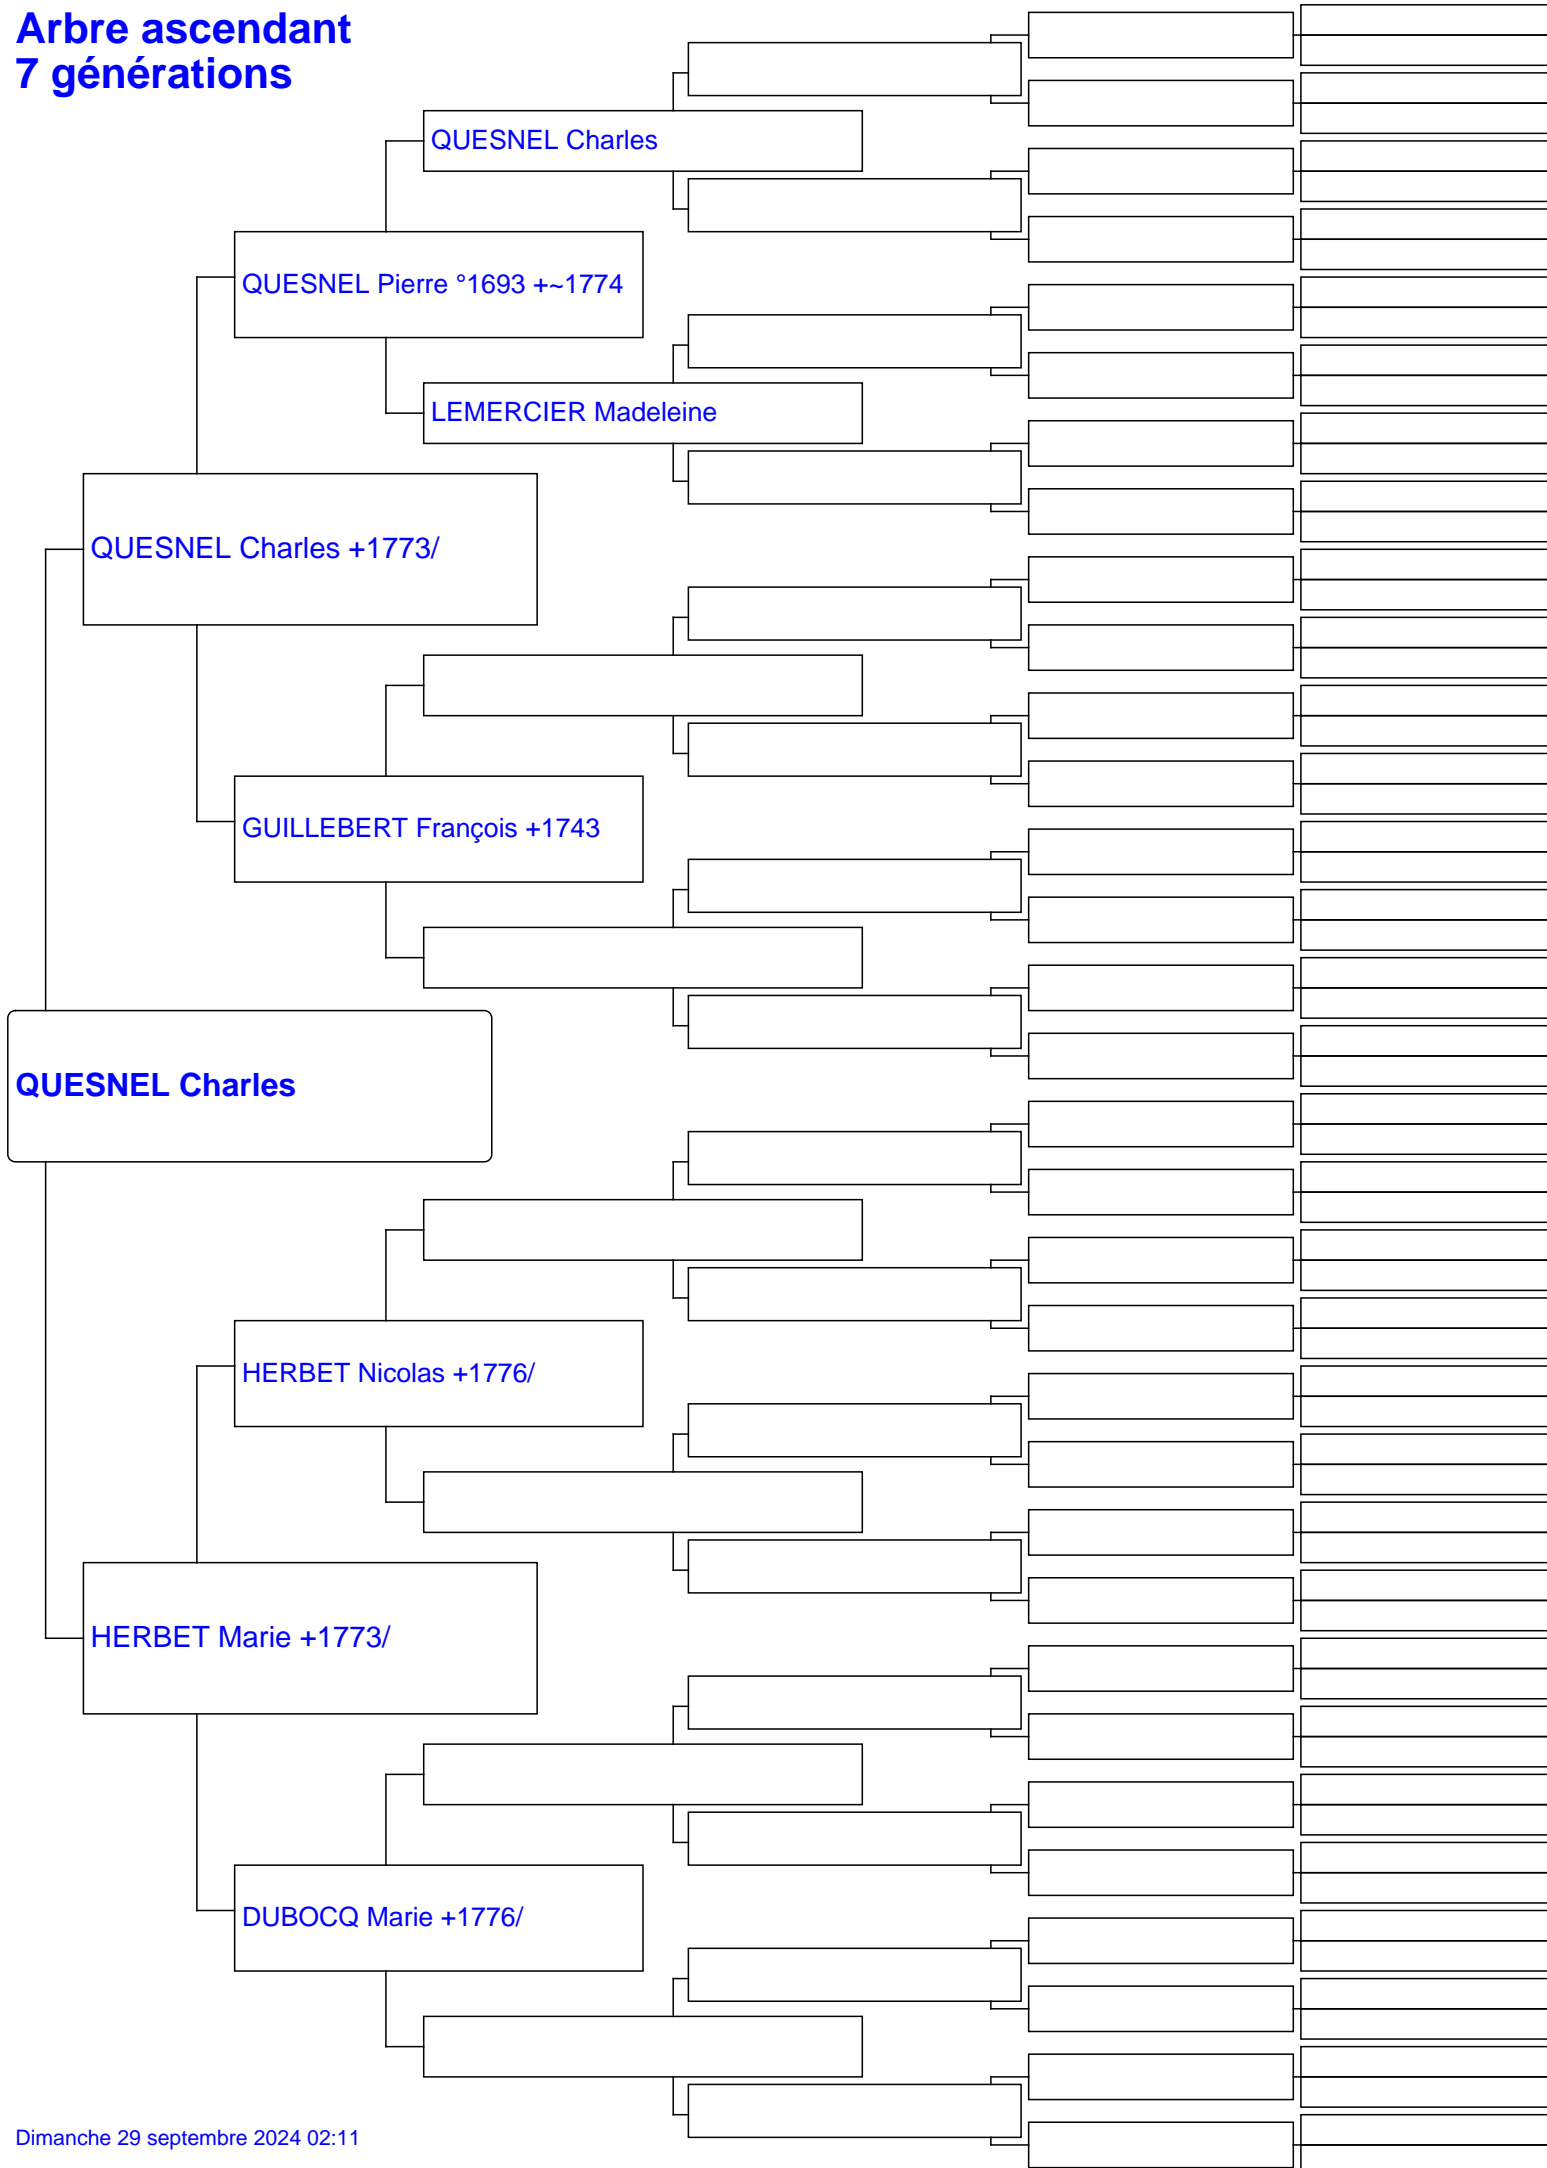 Arbre ascendant
7 générations
QUESNEL Charles
QUESNEL Pierre °1693 +~1774
LEMERCIER Madeleine
QUESNEL Charles +1773/
GUILLEBERT François +1743
QUESNEL Charles
HERBET Nicolas +1776/
HERBET Marie +1773/
DUBOCQ Marie +1776/
Dimanche 29 septembre 2024 02:11